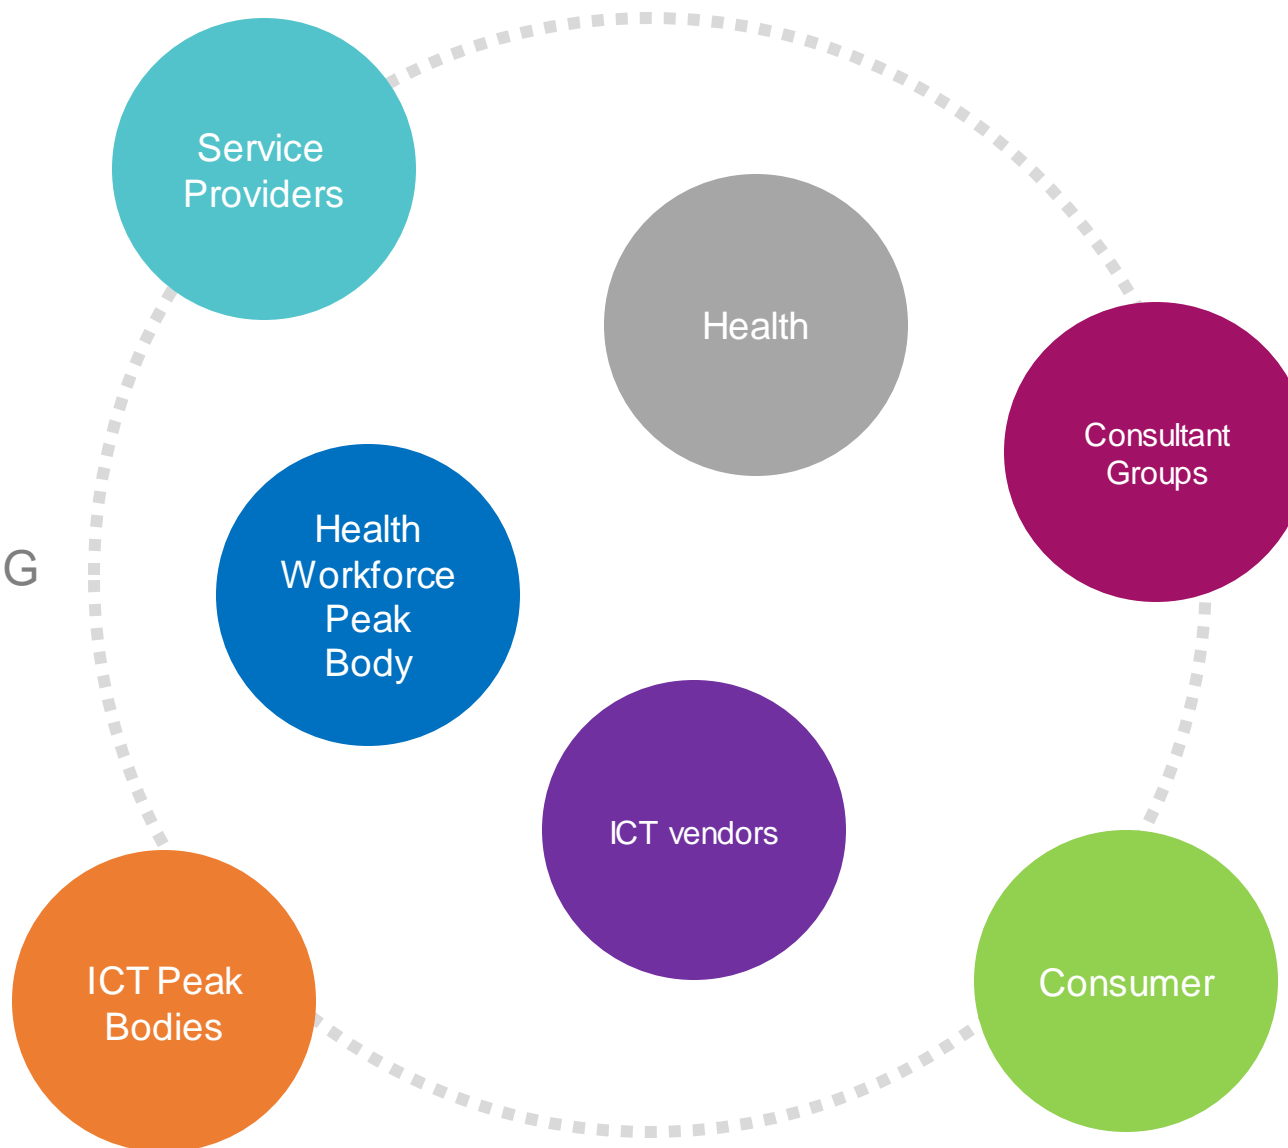 Service
Providers
Health
Consultant
Groups
Health
Workforce
Peak
Body
G
ICT vendors
ICT Peak
Bodies
Consumer